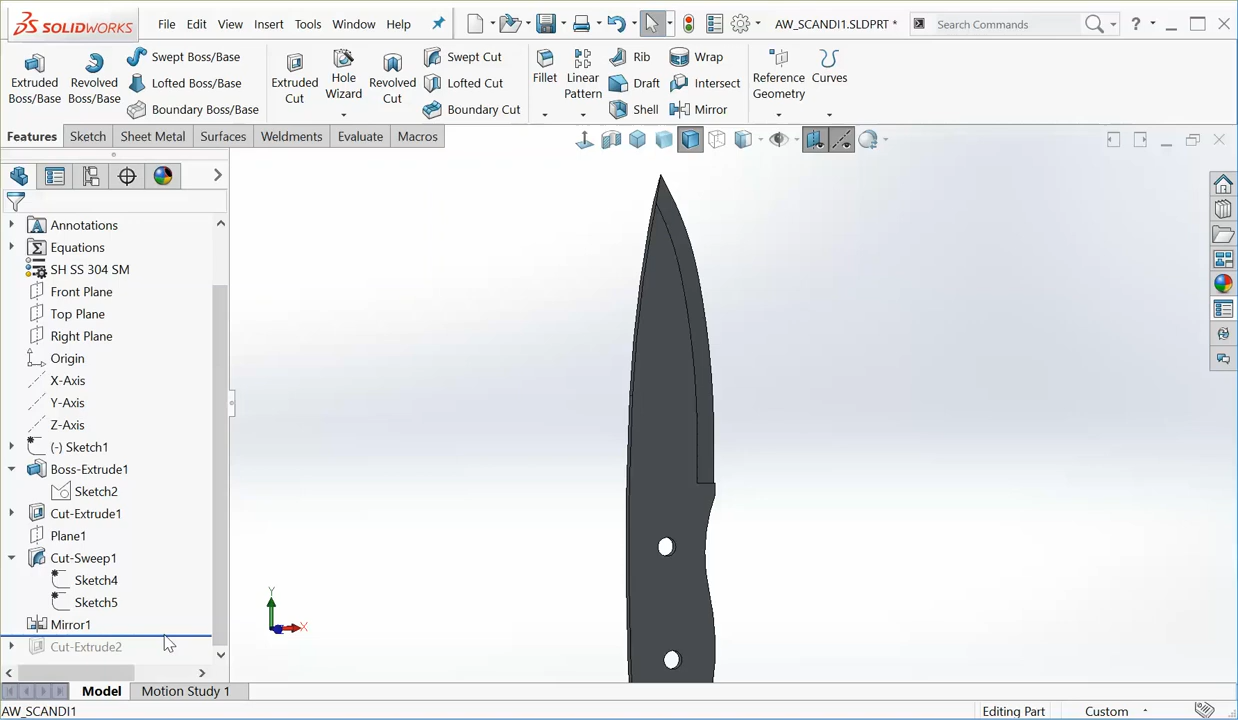 SOLIDWORKS File Edit View Insert Tools Window Help AW_SCANDI1.SLDPRT * Search Commands ?
Extruded Boss/Base
Revolved Boss/Base
Swept Boss/Base
Lofted Boss/Base
Boundary Boss/Base
Extruded Cut
Hole Wizard
Revolved Cut
Swept Cut
Lofted Cut
Boundary Cut
Fillet
Linear Pattern
Rib
Draft
Shell
Wrap
Intersect
Mirror
Reference Geometry
Curves
Features Sketch Sheet Metal Surfaces Weldments Evaluate Macros
Annotations
Equations
SH SS 304 SM
Front Plane
Top Plane
Right Plane
Origin
X-Axis
Y-Axis
Z-Axis
(-) Sketch1
Boss-Extrude1
Sketch2
Cut-Extrude1
Plane1
Cut-Sweep1
Sketch4
Sketch5
Mirror1
Cut-Extrude2
Y
X
Model Motion Study 1
AW_SCANDI1 Editing Part Custom